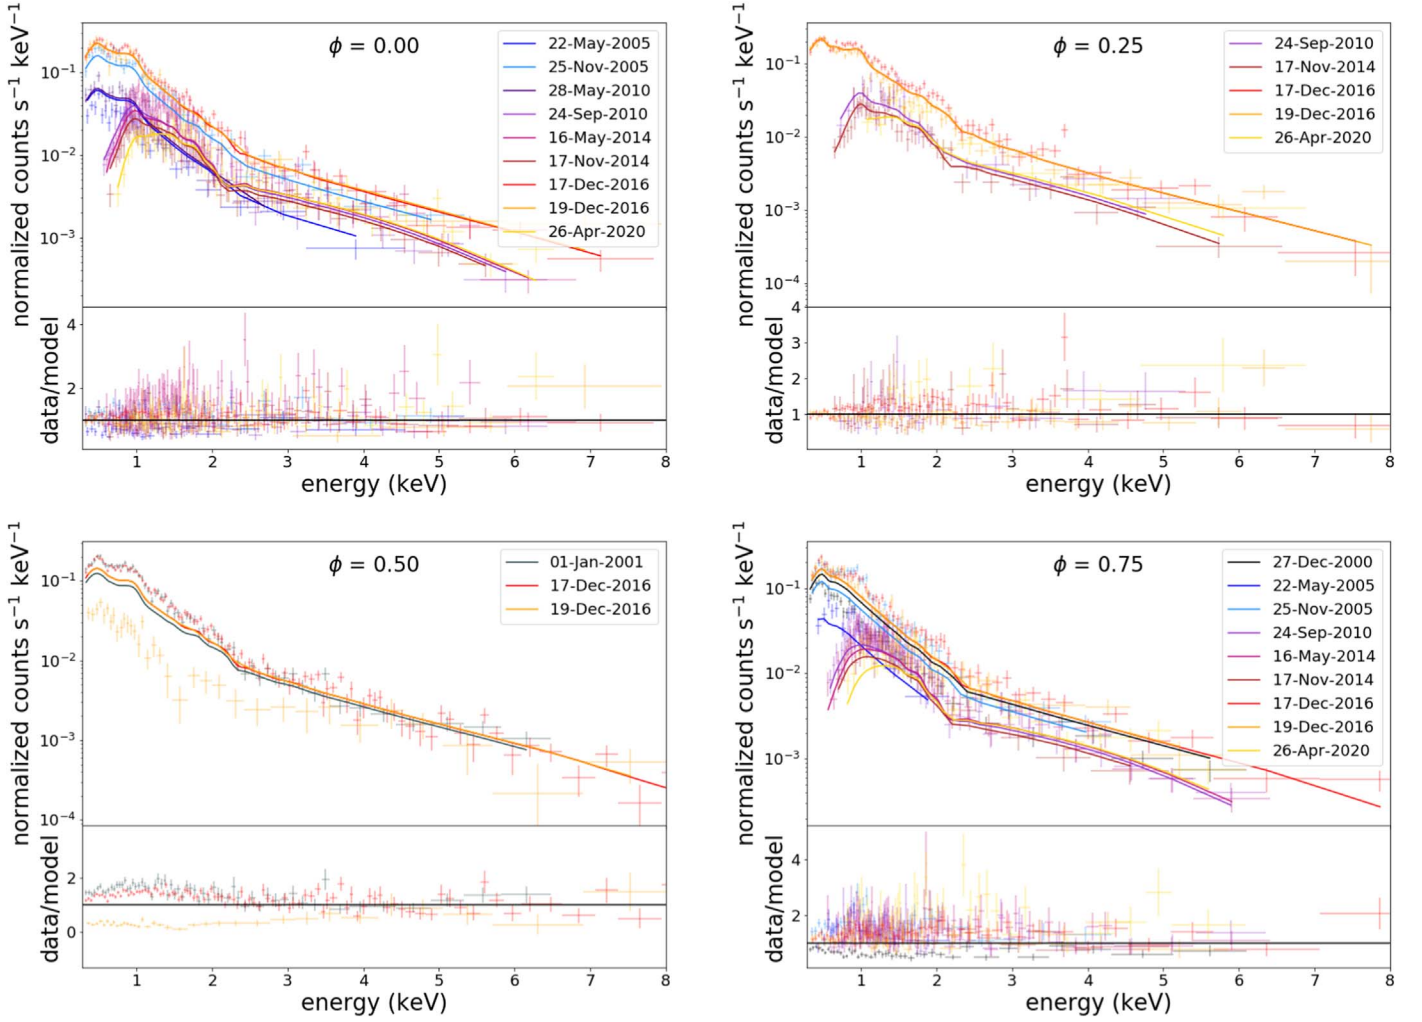 normalized counts s⁻¹ keV⁻¹
10⁻¹
10⁻²
10⁻³
ϕ = 0.00
22-May-2005
25-Nov-2005
28-May-2010
24-Sep-2010
16-May-2014
17-Nov-2014
17-Dec-2016
19-Dec-2016
26-Apr-2020
data/model
4
2
1 2 3 4 5 6 7 8
energy (keV)
normalized counts s⁻¹ keV⁻¹
10⁻¹
10⁻²
10⁻³
10⁻⁴
ϕ = 0.25
24-Sep-2010
17-Nov-2014
17-Dec-2016
19-Dec-2016
26-Apr-2020
data/model
4
3
2
1
1 2 3 4 5 6 7 8
energy (keV)
normalized counts s⁻¹ keV⁻¹
10⁻¹
10⁻²
10⁻³
10⁻⁴
ϕ = 0.50
01-Jan-2001
17-Dec-2016
19-Dec-2016
data/model
2
0
1 2 3 4 5 6 7 8
energy (keV)
normalized counts s⁻¹ keV⁻¹
10⁻¹
10⁻²
10⁻³
ϕ = 0.75
27-Dec-2000
22-May-2005
25-Nov-2005
24-Sep-2010
16-May-2014
17-Nov-2014
17-Dec-2016
19-Dec-2016
26-Apr-2020
data/model
4
2
1 2 3 4 5 6 7 8
energy (keV)